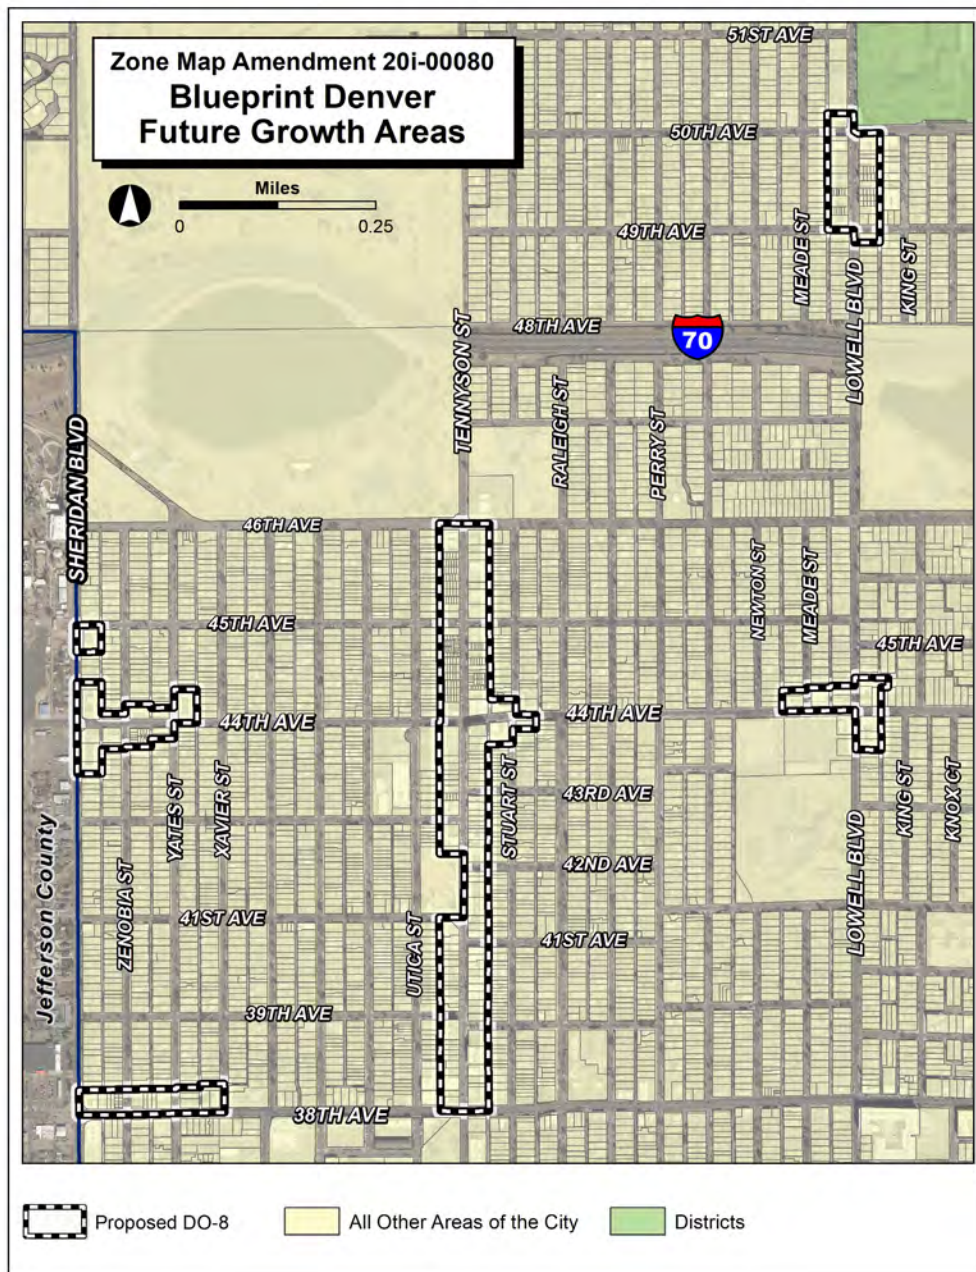 Zone Map Amendment 20i-00080
Blueprint Denver
Future Growth Areas
Miles
0 0.25
51ST AVE
50TH AVE
49TH AVE
MEADE ST
LOWELL BLVD
KING ST
48TH AVE
70
TENNYSON ST
RALEIGH ST
PERRY ST
SHERIDAN BLVD
46TH AVE
NEWTON ST
MEADE ST
45TH AVE
45TH AVE
44TH AVE
44TH AVE
STUART ST
43RD AVE
YATES ST
XAVIER ST
KING ST
KNOX CT
42ND AVE
Jefferson County
ZENOBIA ST
41ST AVE
UTICA ST
41ST AVE
LOWELL BLVD
39TH AVE
38TH AVE
Proposed DO-8
All Other Areas of the City
Districts